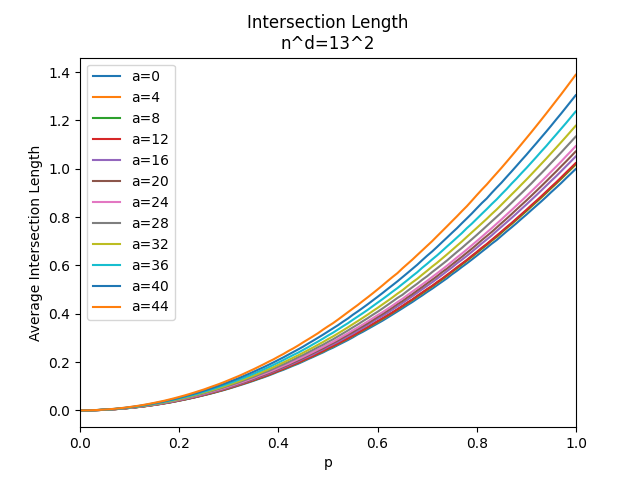 Intersection Length
n^d=13^2
1.4
1.2
1.0
0.8
0.6
0.4
0.2
0.0
Average Intersection Length
a=0
a=4
a=8
a=12
a=16
a=20
a=24
a=28
a=32
a=36
a=40
a=44
0.0 0.2 0.4 0.6 0.8 1.0
p